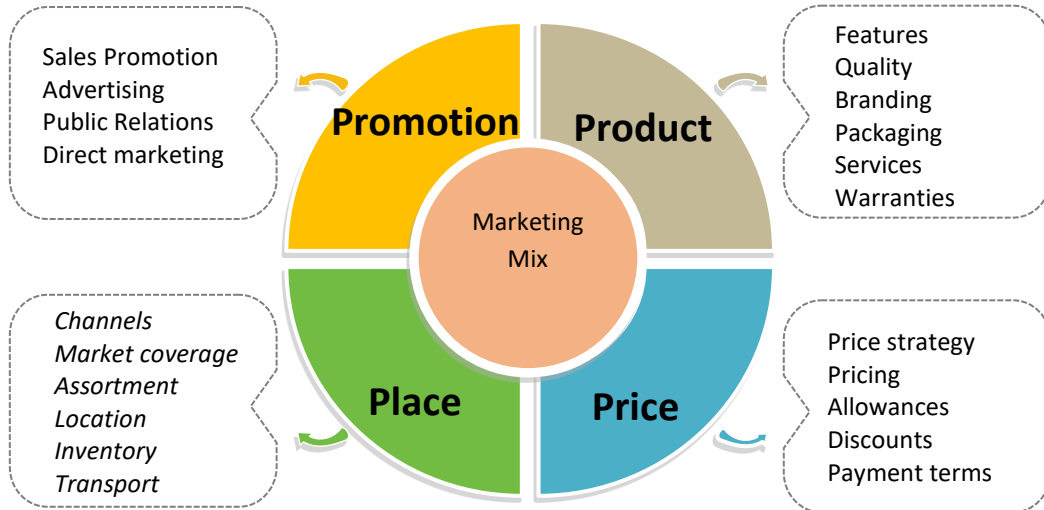 Sales Promotion
Advertising
Public Relations
Direct marketing
Promotion
Product
Features
Quality
Branding
Packaging
Services
Warranties
Marketing
Mix
Channels
Market coverage
Assortment
Location
Inventory
Transport
Place
Price
Price strategy
Pricing
Allowances
Discounts
Payment terms